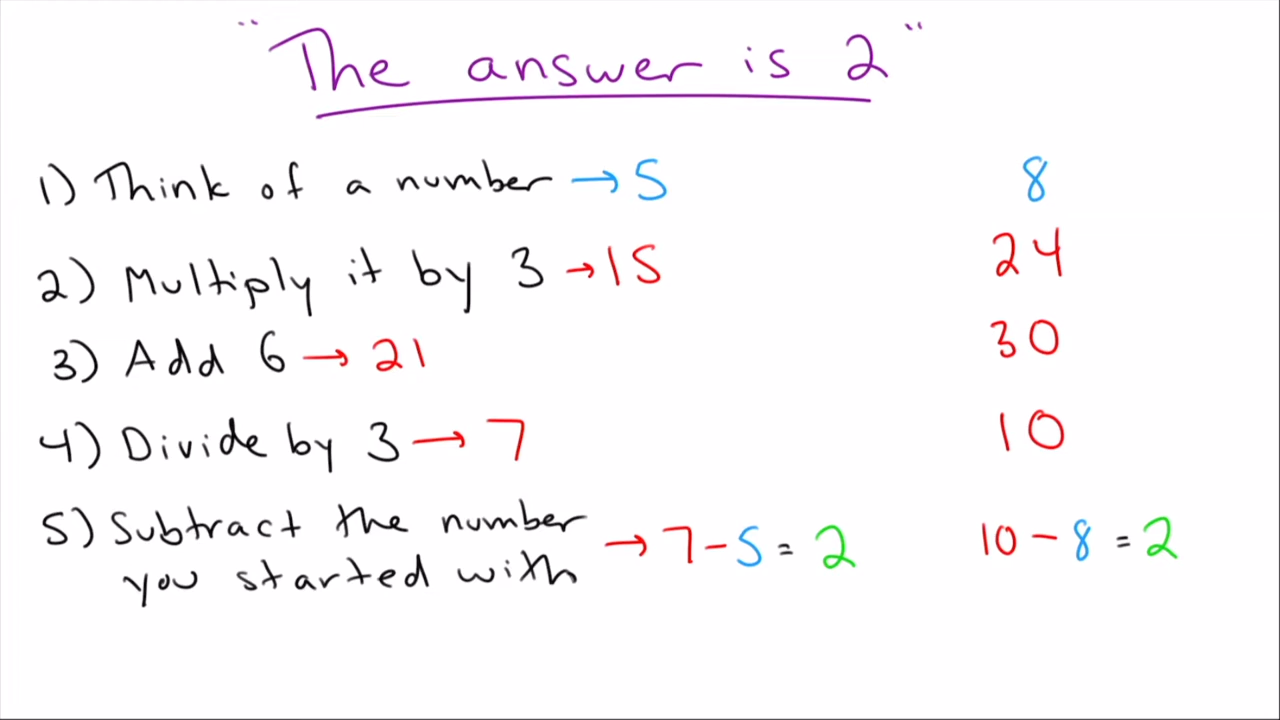 "The answer is 2"
1) Think of a number → 5 8
2) Multiply it by 3 → 15 24
3) Add 6 → 21 30
4) Divide by 3 → 7 10
5) Subtract the number
you started with → 7 - 5 = 2 10 - 8 = 2